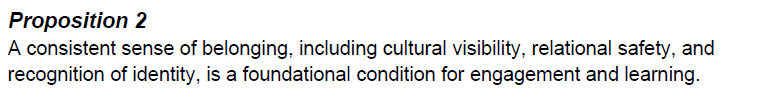 Proposition 2
A consistent sense of belonging, including cultural visibility, relational safety, and
recognition of identity, is a foundational condition for engagement and learning.